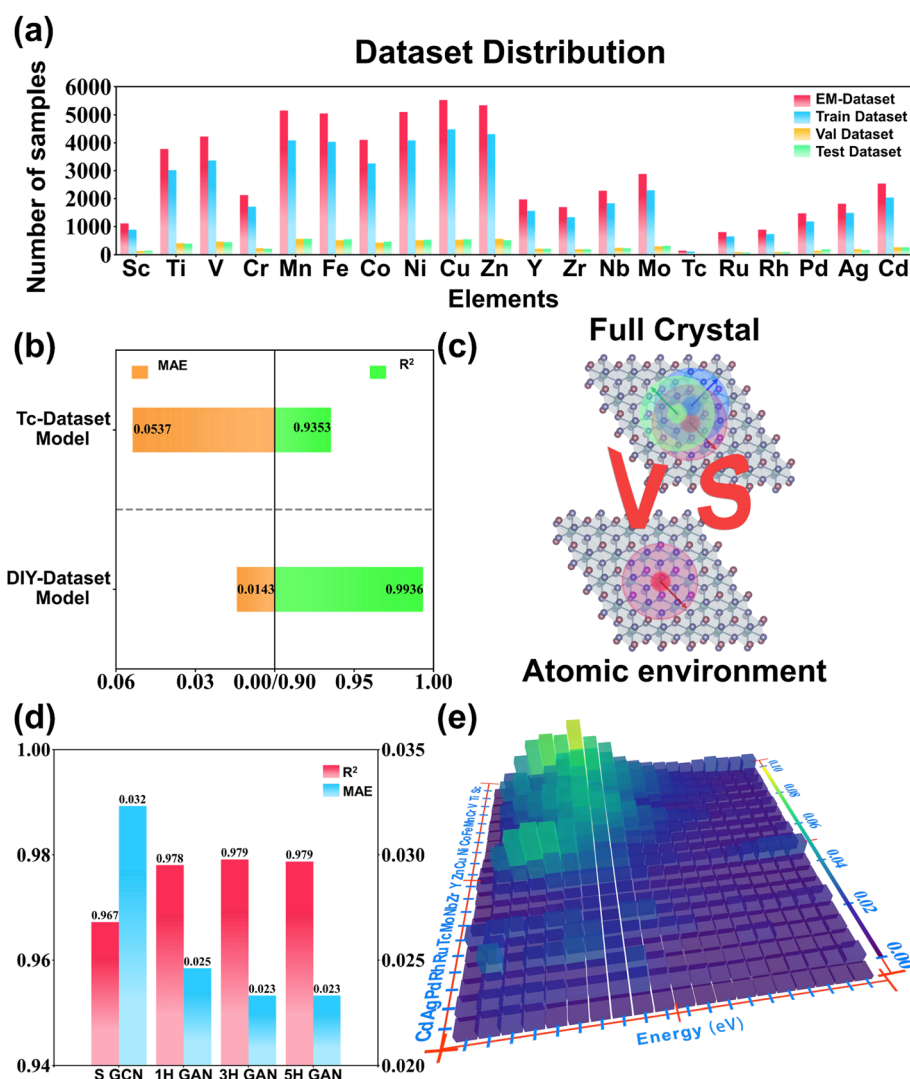 (a)
Dataset Distribution
Number of samples
6000
5000
4000
3000
2000
1000
0
EM-Dataset
Train Dataset
Val Dataset
Test Dataset
Sc Ti V Cr Mn Fe Co Ni Cu Zn Y Zr Nb Mo Tc Ru Rh Pd Ag Cd
Elements
(b)
MAE
R²
Tc-Dataset
Model
0.0537
0.9353
DIY-Dataset
Model
0.0143
0.9936
0.06 0.03 0.00/0.90 0.95 1.00
(c)
Full Crystal
VS
Atomic environment
(d)
1.00
0.98
0.96
0.94
0.035
0.030
0.025
0.020
R²
MAE
0.967
0.032
0.978
0.025
0.979
0.023
0.979
0.023
S GCN 1H GAN 3H GAN 5H GAN
(e)
Cd Ag Pd Rh Ru Tc Mo Nb Zr Y Zn Cu Ni Co Fe Mn Cr V Ti Sc
0.10
0.08
0.06
0.04
0.02
0.00
Energy (eV)